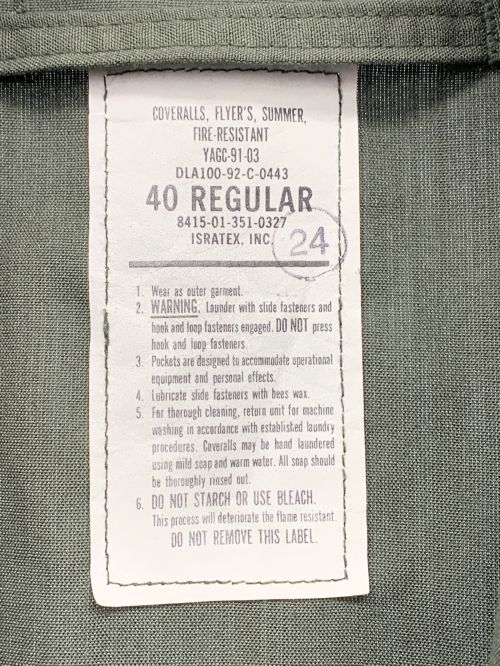 COVERALLS, FLYER'S, SUMMER,
FIRE-RESISTANT
YAGC-91-03
DLA100-92-C-0443
40 REGULAR
8415-01-351-0327
ISRATEX, INC.
24
1. Wear as outer garment.
2. WARNING. Launder with slide fasteners and
hook and loop fasteners engaged. DO NOT press
hook and loop fasteners.
3. Pockets are designed to accommodate operational
equipment and personal effects.
4. Lubricate slide fasteners with bees wax.
5. For thorough cleaning, return unit for machine
washing in accordance with established laundry
procedures. Coveralls may be hand laundered
using mild soap and warm water. All soap should
be thoroughly rinsed out.
6. DO NOT STARCH OR USE BLEACH.
This process will deteriorate the flame resistant.
DO NOT REMOVE THIS LABEL.